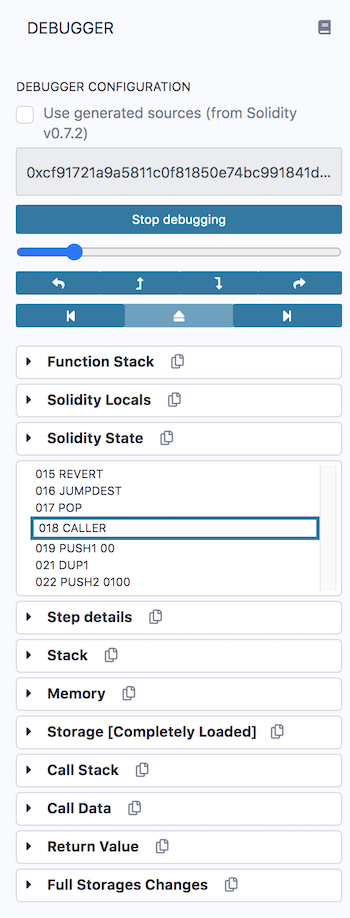 DEBUGGER
DEBUGGER CONFIGURATION
Use generated sources (from Solidity
v0.7.2)
0xcf91721a9a5811c0f81850e74bc991841d...
Stop debugging
Function Stack
Solidity Locals
Solidity State
015 REVERT
016 JUMPDEST
017 POP
018 CALLER
019 PUSH1 00
021 DUP1
022 PUSH2 0100
Step details
Stack
Memory
Storage [Completely Loaded]
Call Stack
Call Data
Return Value
Full Storages Changes